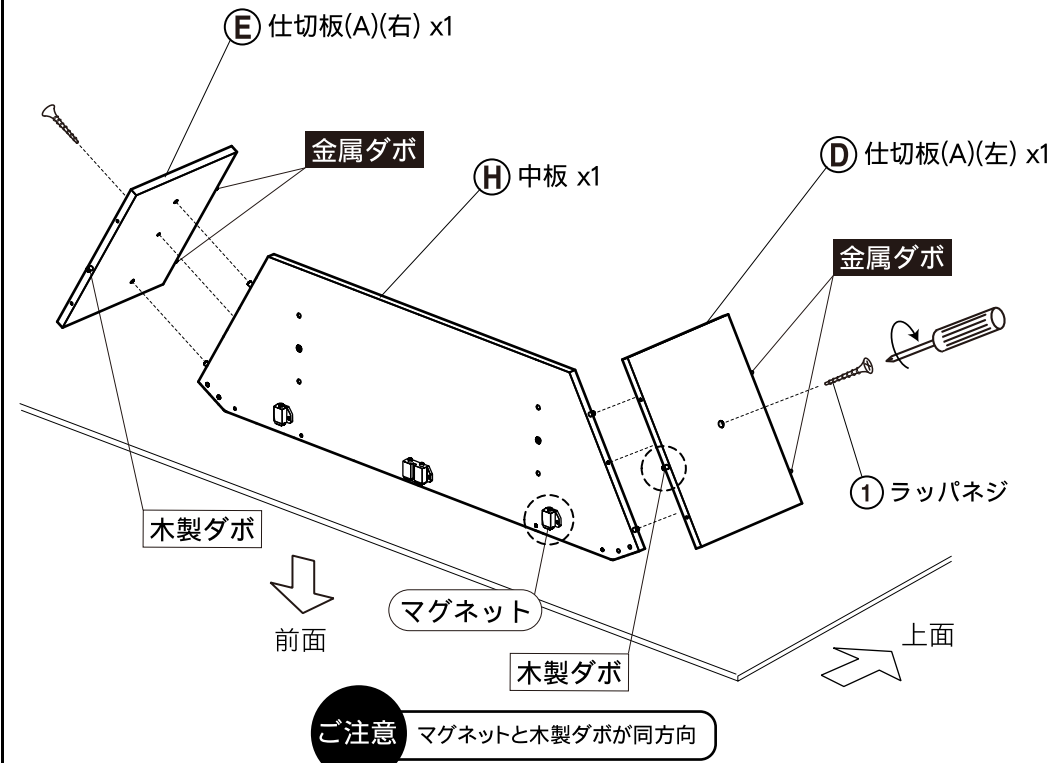 Ⓔ 仕切板(A)(右) x1
金属ダボ
Ⓗ 中板 x1
Ⓓ 仕切板(A)(左) x1
金属ダボ
① ラッパネジ
木製ダボ
前面
マグネット
木製ダボ
上面
ご注意 マグネットと木製ダボが同方向